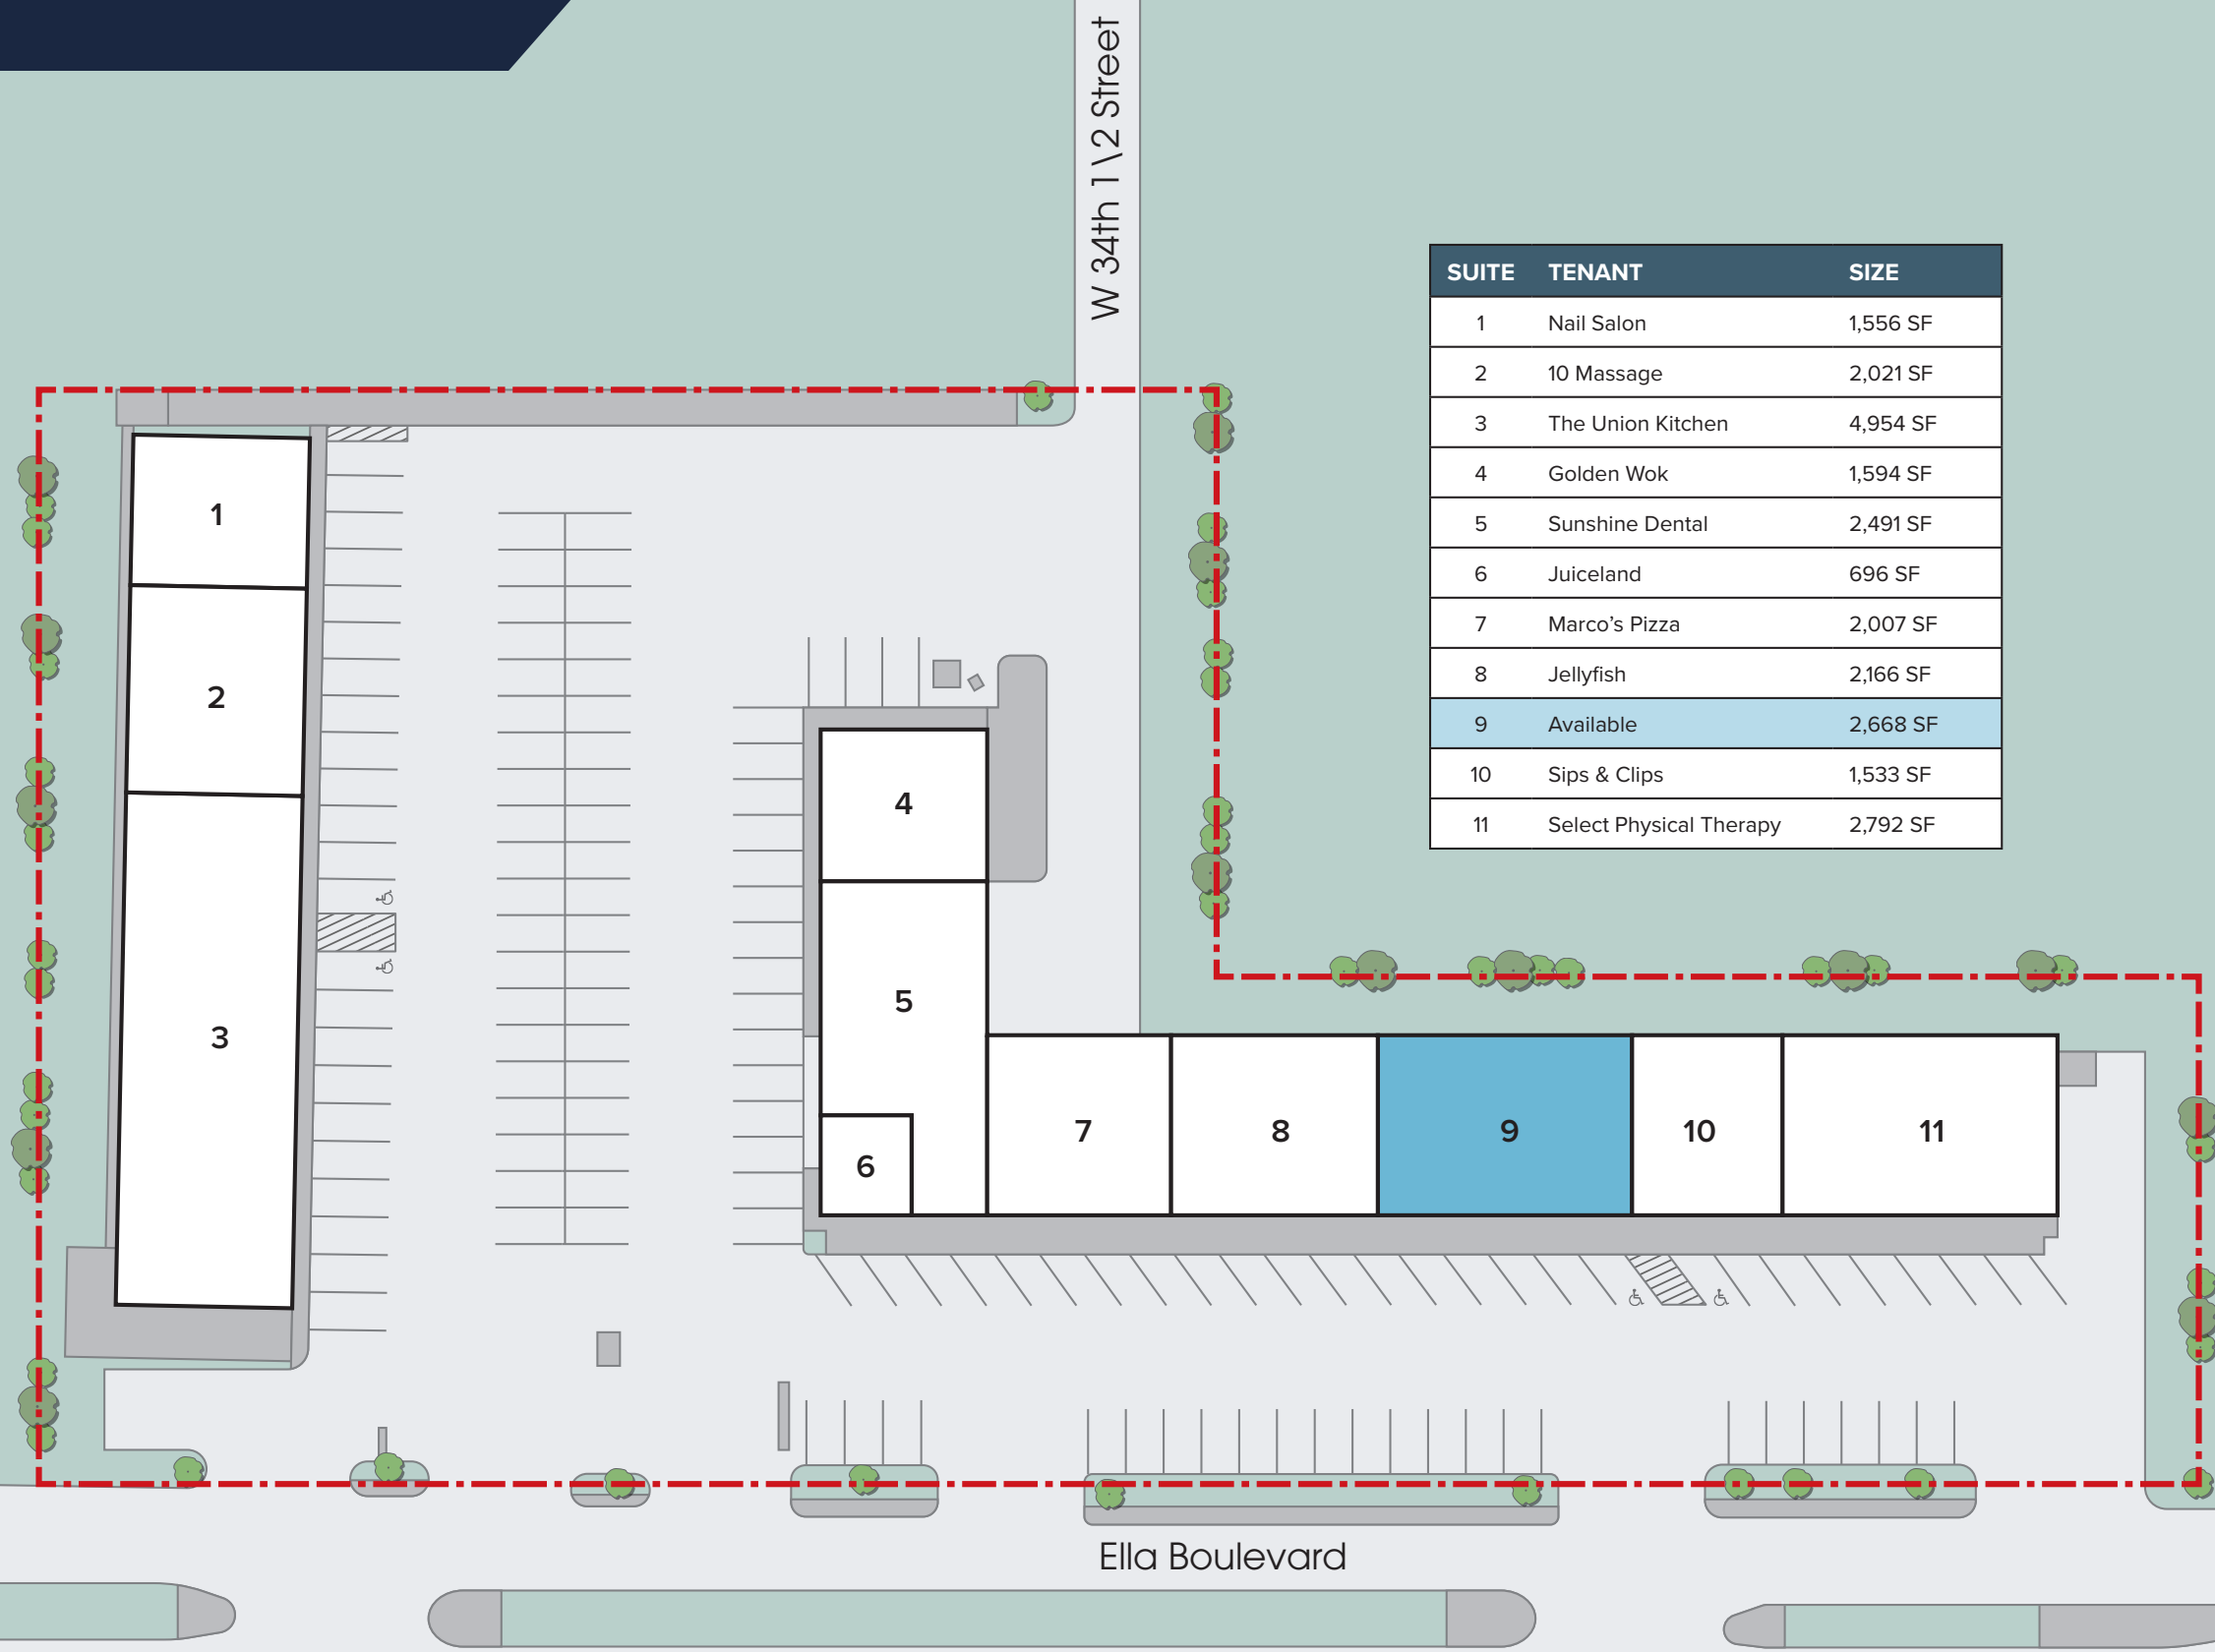 W 34th 1\2 Street
SUITE TENANT SIZE
1 Nail Salon 1,556 SF
2 10 Massage 2,021 SF
3 The Union Kitchen 4,954 SF
4 Golden Wok 1,594 SF
5 Sunshine Dental 2,491 SF
6 Juiceland 696 SF
7 Marco’s Pizza 2,007 SF
8 Jellyfish 2,166 SF
9 Available 2,668 SF
10 Sips & Clips 1,533 SF
11 Select Physical Therapy 2,792 SF
1
2
3
4
5
6
7
8
9
10
11
Ella Boulevard